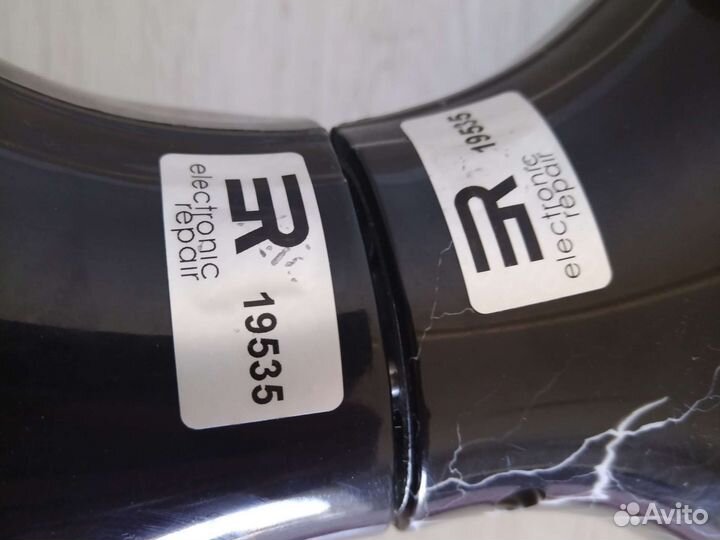 ER
electronic
repair
19535
ER
electronic
repair
19535
Avito